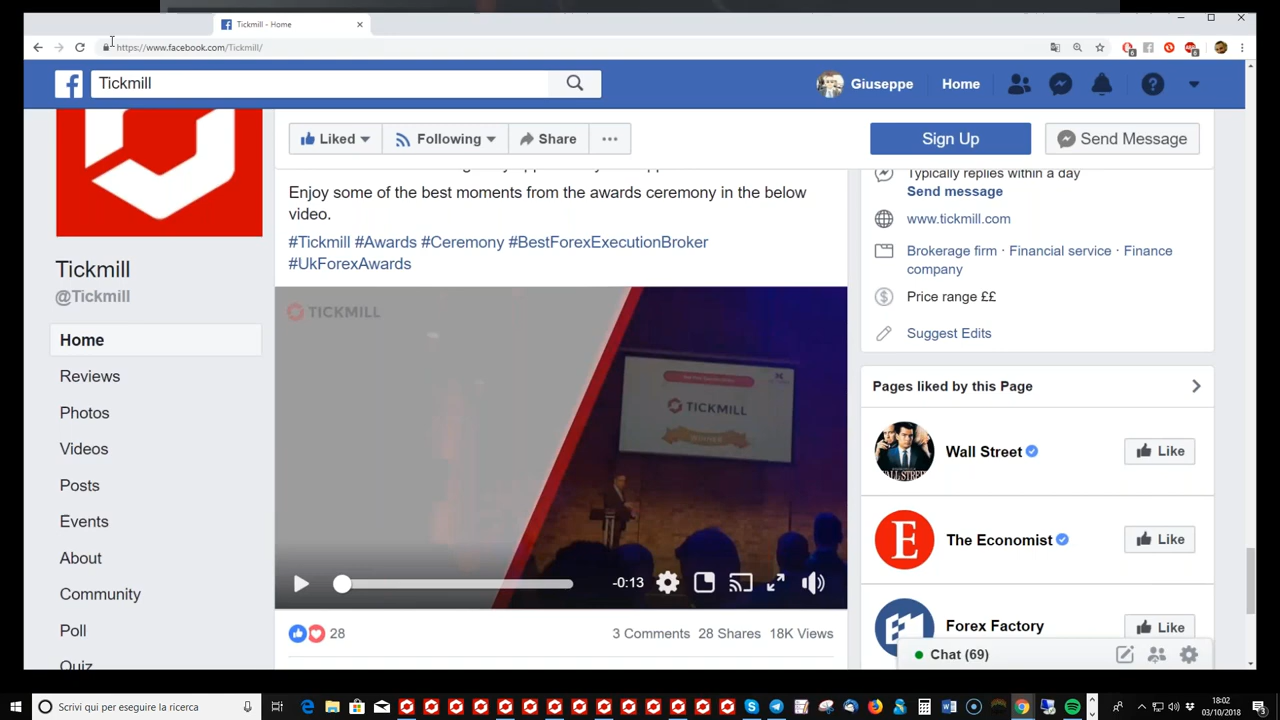 Tickmill - Home
https://www.facebook.com/Tickmill/
Tickmill
Giuseppe
Home
Liked
Following
Share
Sign Up
Send Message
Enjoy some of the best moments from the awards ceremony in the below
video.
#Tickmill #Awards #Ceremony #BestForexExecutionBroker
#UkForexAwards
Tickmill
@Tickmill
Home
Reviews
Photos
Videos
Posts
Events
About
Community
Poll
Quiz
TICKMILL
TICKMILL
-0:13
28
3 Comments 28 Shares 18K Views
Typically replies within a day
Send message
www.tickmill.com
Brokerage firm · Financial service · Finance
company
Price range ££
Suggest Edits
Pages liked by this Page
Wall Street
Like
The Economist
Like
Forex Factory
Like
Chat (69)
Scrivi qui per eseguire la ricerca
18:02
03/10/2018